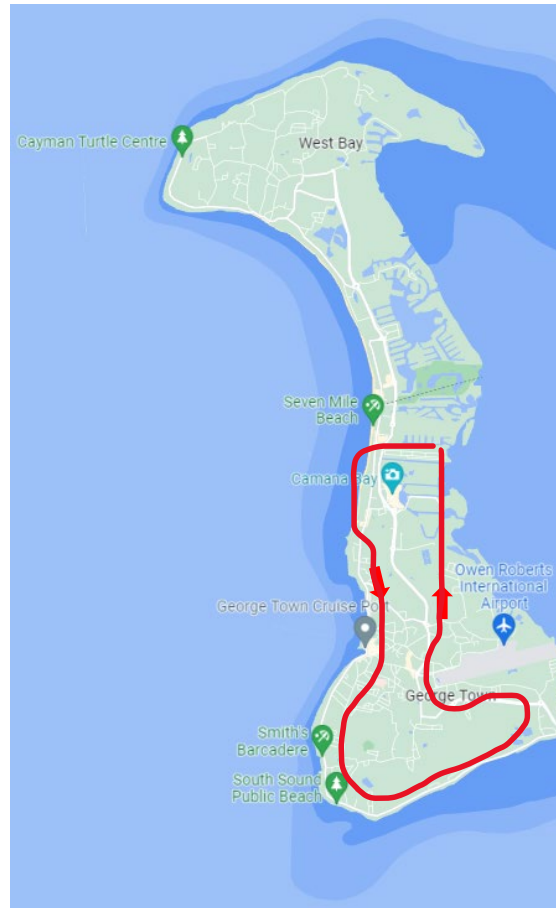 Cayman Turtle Centre
West Bay
Seven Mile
Beach
Camana Bay
Owen Roberts
International
Airport
George Town Cruise Port
George Town
Smith's
Barcadere
South Sound
Public Beach